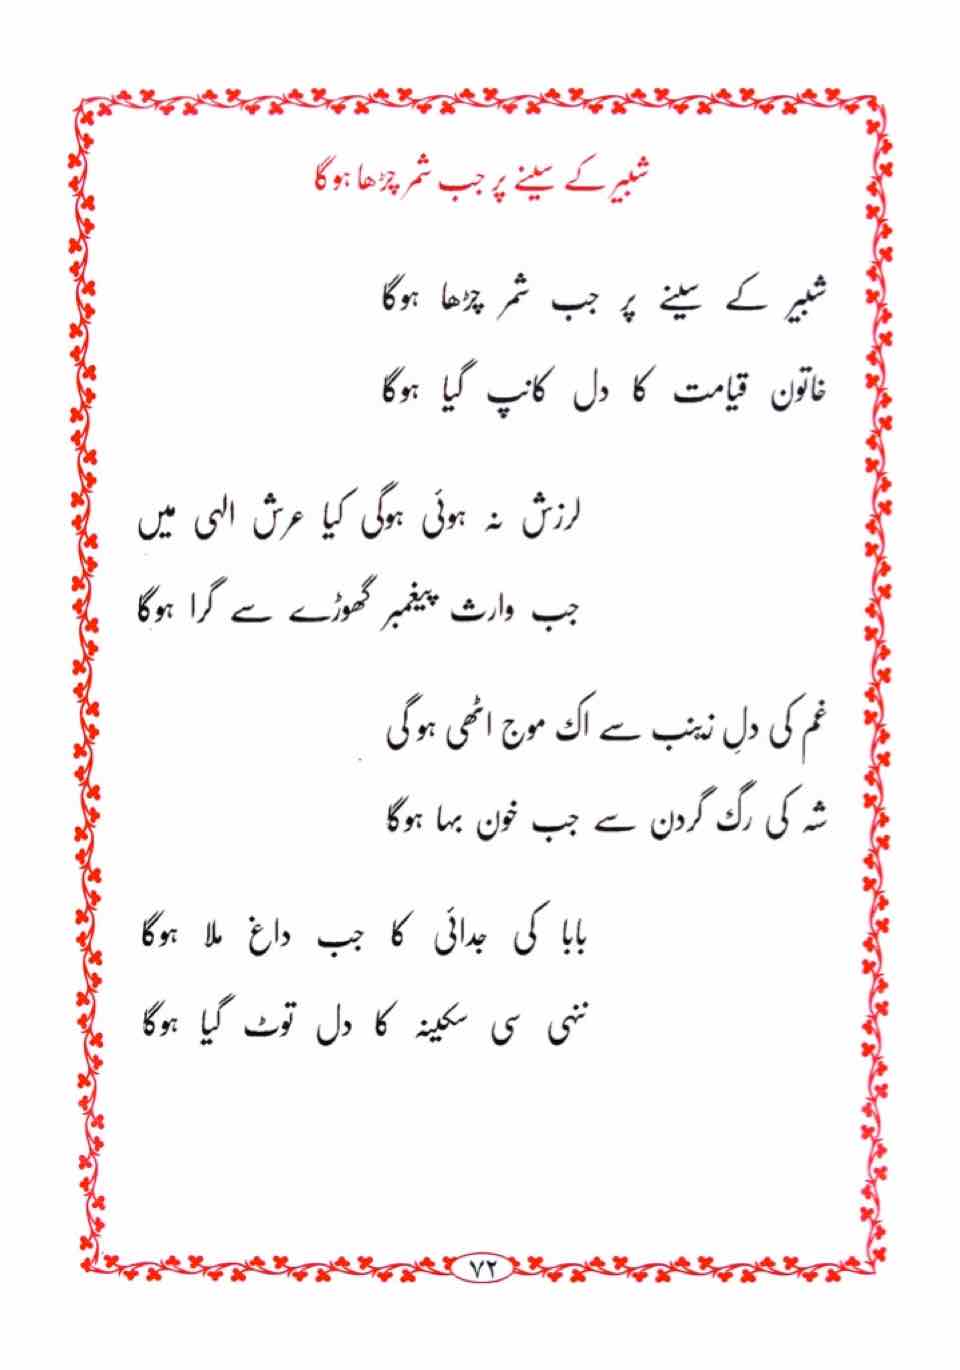 شبیر کے سینے پر جب شمر چڑھا ہوگا
شبیر کے سینے پر جب شمر چڑھا ہوگا
خاتون قیامت کا دل کانپ گیا ہوگا
لرزش نہ ہوئی ہوگی کیا عرش الہی میں
جب وارث پیغمبر گھوڑے سے گرا ہوگا
غم کی دلِ زینب سے اک موج اٹھی ہوگی
شہ کی رگ گردن سے جب خون بہا ہوگا
بابا کی جدائی کا جب داغ ملا ہوگا
ننھی سی سکینہ کا دل ٹوٹ گیا ہوگا
۷۲